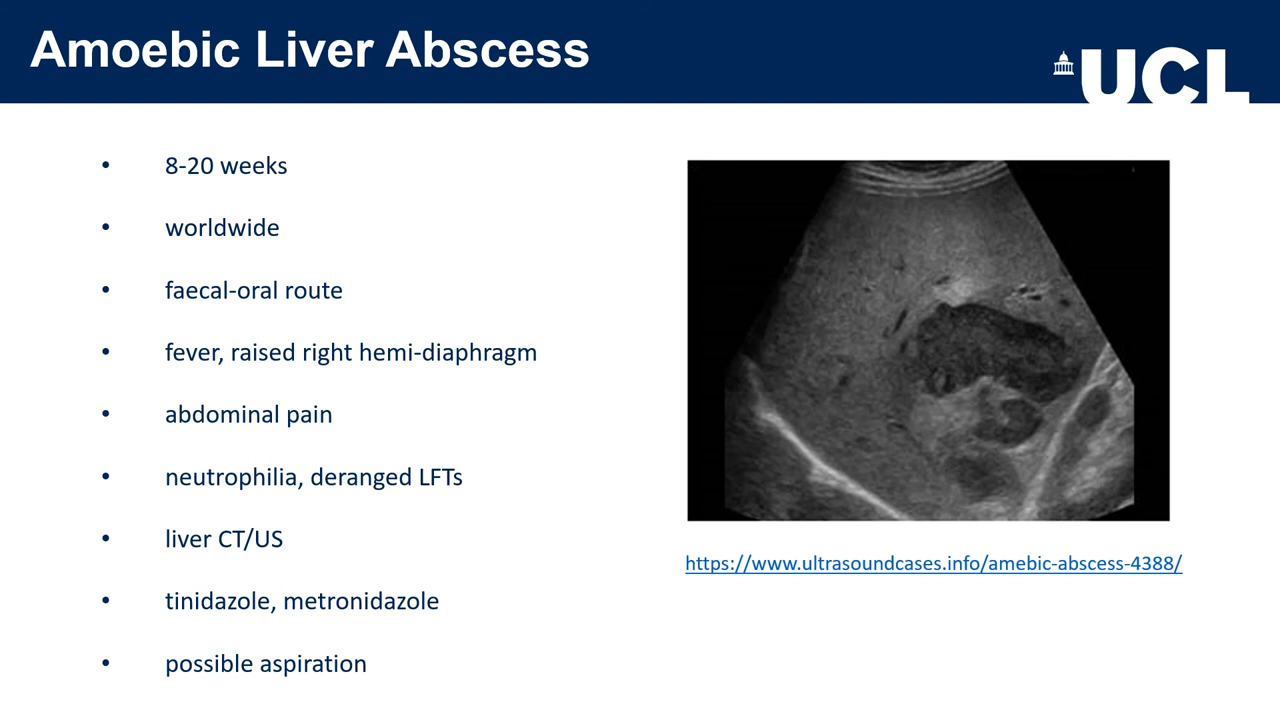 Amoebic Liver Abscess
UCL
• 8-20 weeks
• worldwide
• faecal-oral route
• fever, raised right hemi-diaphragm
• abdominal pain
• neutrophilia, deranged LFTs
• liver CT/US
• tinidazole, metronidazole
• possible aspiration
https://www.ultrasoundcases.info/amebic-abscess-4388/